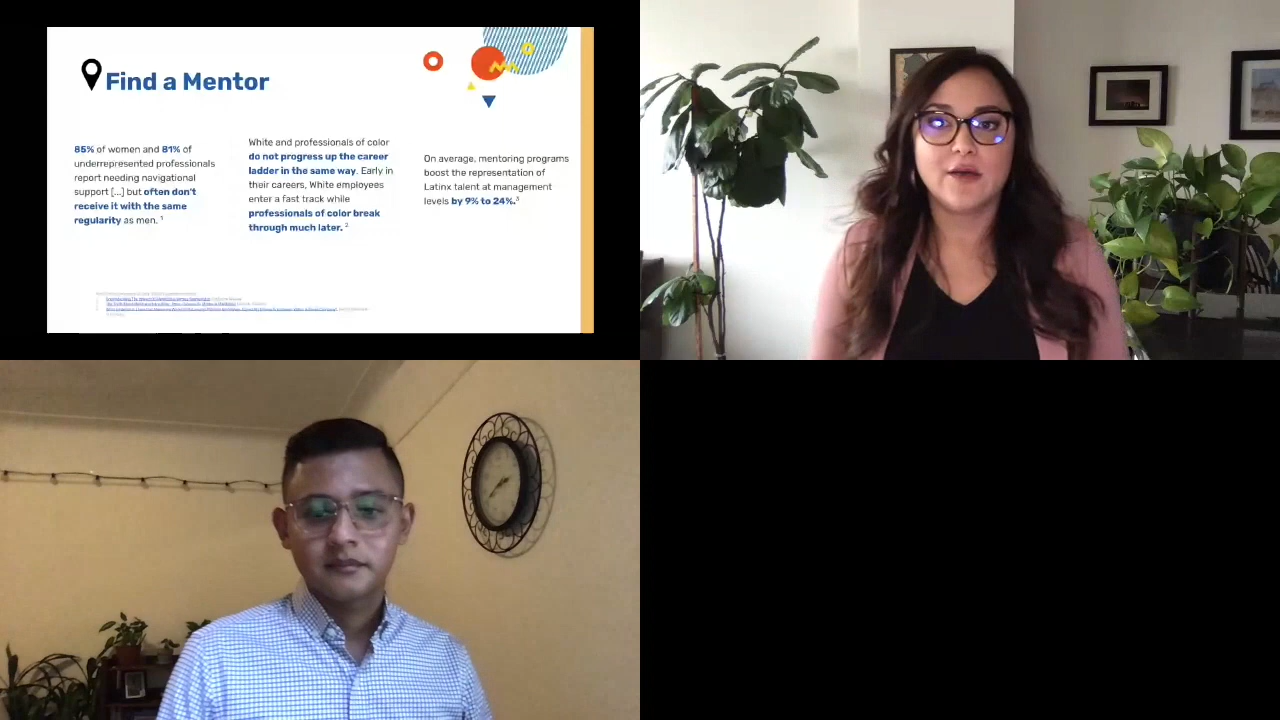 Find a Mentor
85% of women and 81% of
underrepresented professionals
report needing navigational
support [...] but often don't
receive it with the same
regularity as men. 1
White and professionals of color
do not progress up the career
ladder in the same way. Early in
their careers, White employees
enter a fast track while
professionals of color break
through much later. 2
On average, mentoring programs
boost the representation of
Latinx talent at management
levels by 9% to 24%.3